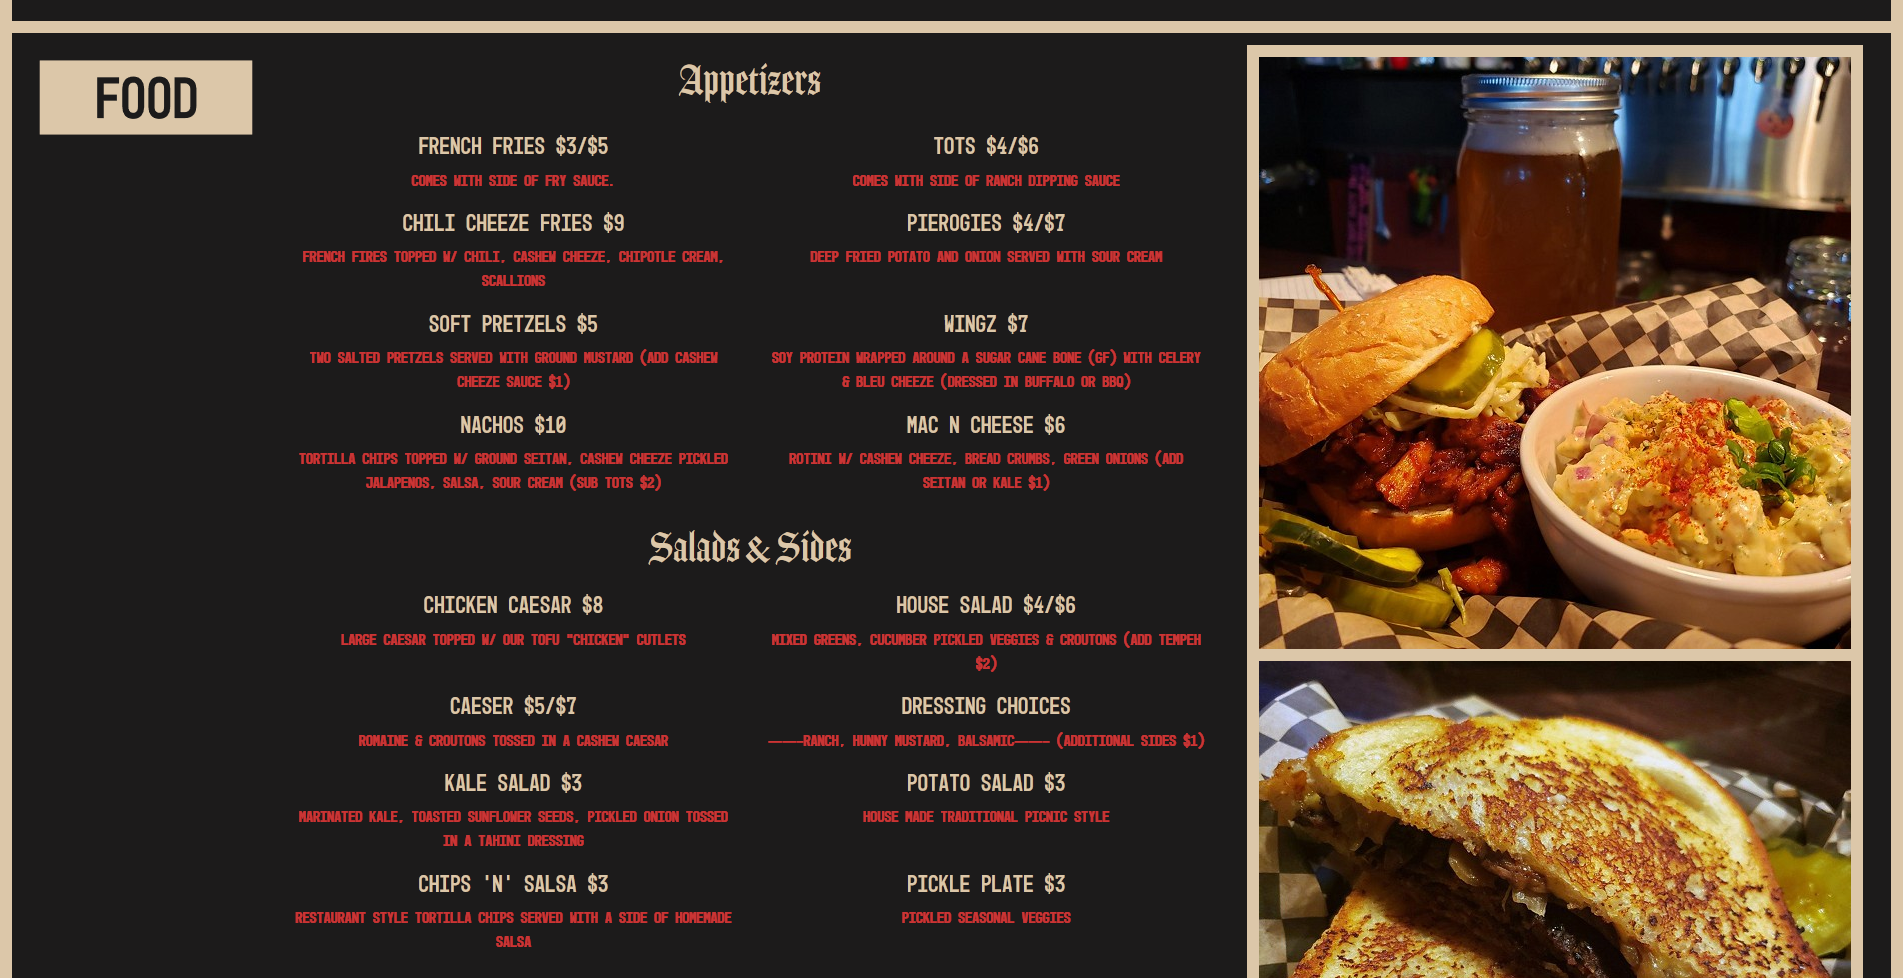 FOOD
Appetizers
FRENCH FRIES $3/$5
COMES WITH SIDE OF FRY SAUCE.
TOTS $4/$6
COMES WITH SIDE OF RANCH DIPPING SAUCE
CHILI CHEEZE FRIES $9
FRENCH FIRES TOPPED W/ CHILI, CASHEW CHEEZE, CHIPOTLE CREAM,
SCALLIONS
PIEROGIES $4/$7
DEEP FRIED POTATO AND ONION SERVED WITH SOUR CREAM
SOFT PRETZELS $5
TWO SALTED PRETZELS SERVED WITH GROUND MUSTARD (ADD CASHEW
CHEEZE SAUCE $1)
WINGZ $7
SOY PROTEIN WRAPPED AROUND A SUGAR CANE BONE (GF) WITH CELERY
& BLEU CHEEZE (DRESSED IN BUFFALO OR BBQ)
NACHOS $10
TORTILLA CHIPS TOPPED W/ GROUND SEITAN, CASHEW CHEEZE PICKLED
JALAPENOS, SALSA, SOUR CREAM (SUB TOTS $2)
MAC N CHEESE $6
ROTINI W/ CASHEW CHEEZE, BREAD CRUMBS, GREEN ONIONS (ADD
SEITAN OR KALE $1)
Salads & Sides
CHICKEN CAESAR $8
LARGE CAESAR TOPPED W/ OUR TOFU "CHICKEN" CUTLETS
HOUSE SALAD $4/$6
MIXED GREENS, CUCUMBER PICKLED VEGGIES & CROUTONS (ADD TEMPEH
$2)
CAESER $5/$7
ROMAINE & CROUTONS TOSSED IN A CASHEW CAESAR
DRESSING CHOICES
——–RANCH, HUNNY MUSTARD, BALSAMIC——– (ADDITIONAL SIDES $1)
KALE SALAD $3
MARINATED KALE, TOASTED SUNFLOWER SEEDS, PICKLED ONION TOSSED
IN A TAHINI DRESSING
POTATO SALAD $3
HOUSE MADE TRADITIONAL PICNIC STYLE
CHIPS 'N' SALSA $3
RESTAURANT STYLE TORTILLA CHIPS SERVED WITH A SIDE OF HOMEMADE
SALSA
PICKLE PLATE $3
PICKLED SEASONAL VEGGIES